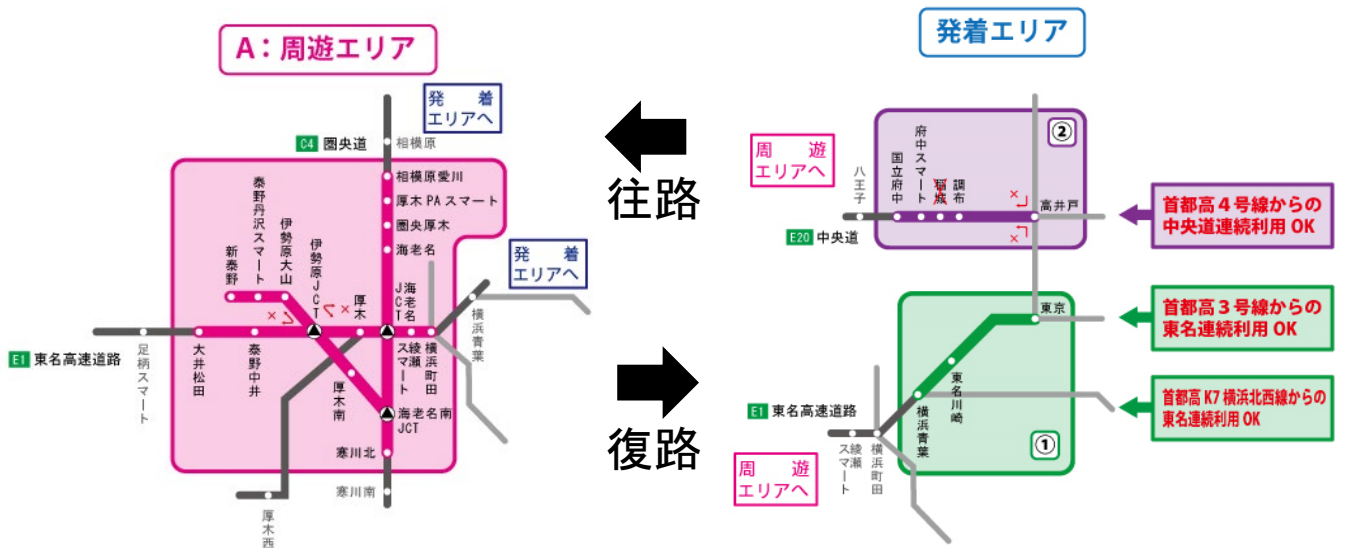 A：周遊エリア
発　着
エリアへ
C4 圏央道
相模原
相模原愛川
厚木 PA スマート
圏央厚木
海老名
新秦野
秦野丹沢スマート
伊勢原大山
伊勢原JCT
厚木
海老名JCT
発　着
エリアへ
横浜青葉
E1 東名高速道路
足柄スマート
大井松田
秦野中井
厚木南
綾瀬スマート
横浜町田
海老名南
JCT
寒川北
寒川南
厚木西
往路
復路
発着エリア
周　遊
エリアへ
②
八王子
国立府中
府中スマート
稲城
調布
高井戸
E20 中央道
首都高４号線からの
中央道連続利用 OK
東京
首都高３号線からの
東名連続利用 OK
東名川崎
横浜青葉
首都高 K7 横浜北西線からの
東名連続利用 OK
E1 東名高速道路
綾瀬スマート
横浜町田
①
周　遊
エリアへ